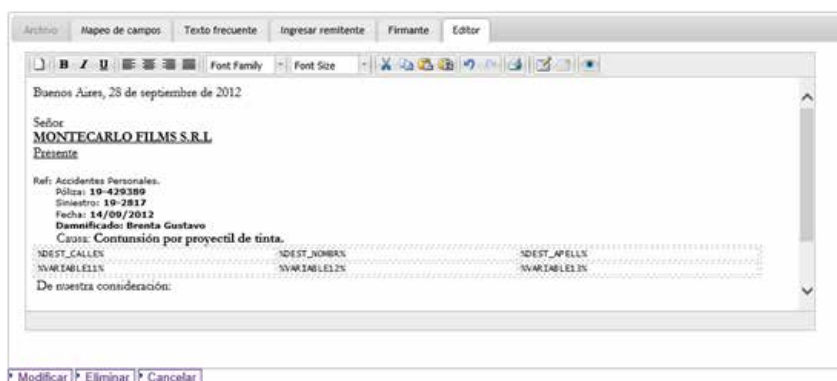 Archivo Mapeo de campos Texto frecuente Ingresar remitente Firmante Editor
B I U Font Family Font Size
Buenos Aires, 28 de septiembre de 2012
Señor
MONTECARLO FILMS S.R.L
Presente
Ref: Accidentes Personales.
Póliza: 19-429389
Siniestro: 19-2817
Fecha: 14/09/2012
Damnificado: Brenta Gustavo
Causa: Contunsión por proyectil de tinta.
%DEST_CALLE% %DEST_NOMBR% %DEST_APELL%
%VARIABLE11% %VARIABLE12% %VARIABLE13%
De nuestra consideración:
Modificar Eliminar Cancelar